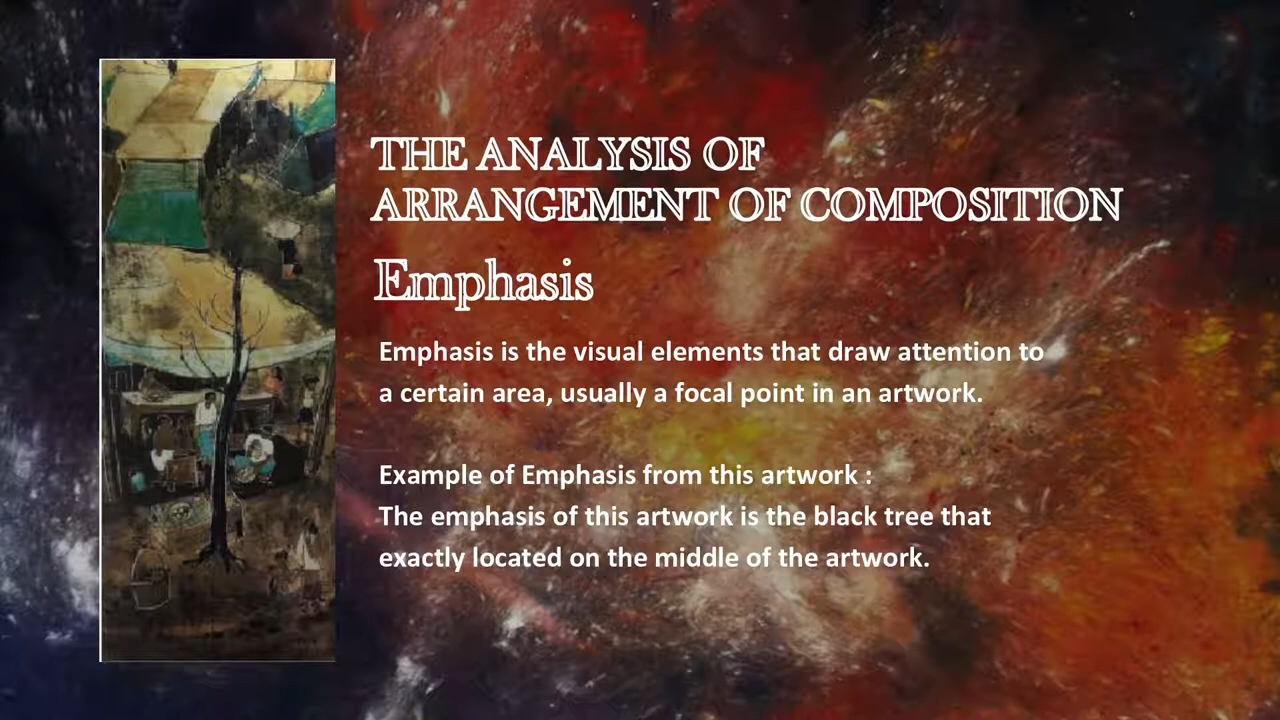 THE ANALYSIS OF
ARRANGEMENT OF COMPOSITION
Emphasis
Emphasis is the visual elements that draw attention to
a certain area, usually a focal point in an artwork.
Example of Emphasis from this artwork :
The emphasis of this artwork is the black tree that
exactly located on the middle of the artwork.